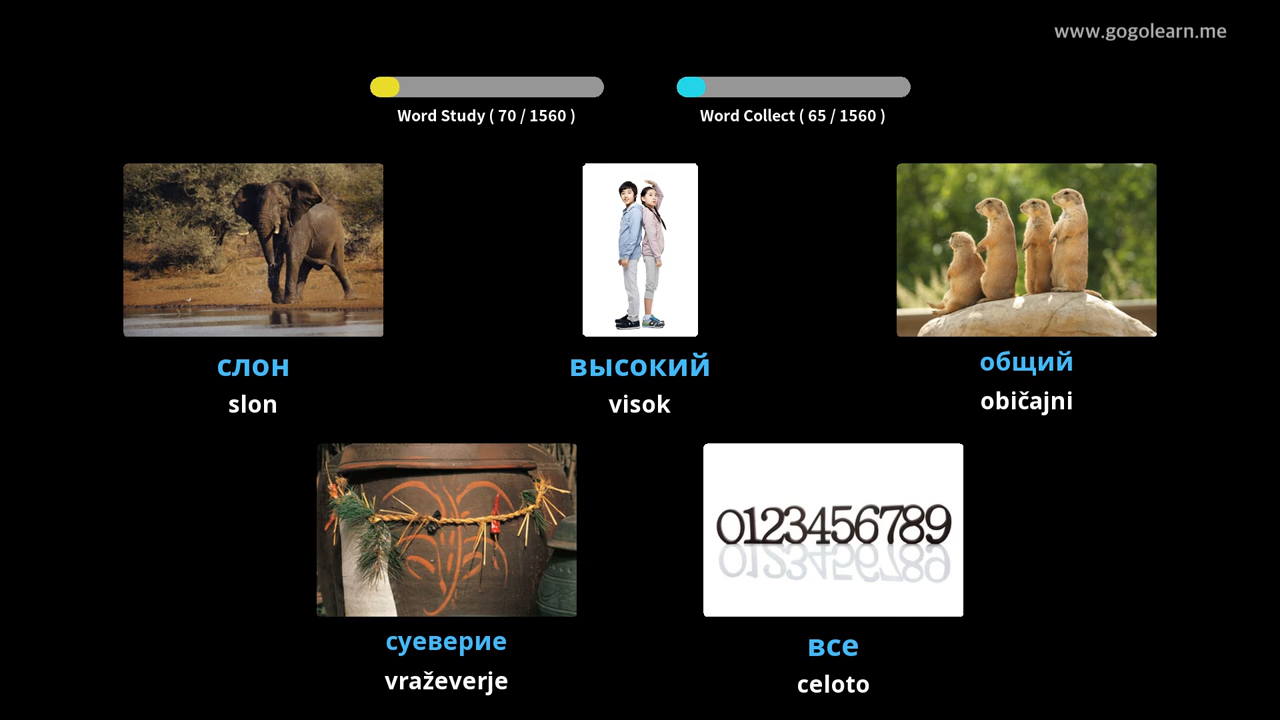 www.gogolearn.me
Word Study ( 70 / 1560 )
Word Collect ( 65 / 1560 )
слон
slon
высокий
visok
общий
običajni
суеверие
vraževerje
0123456789
все
celoto